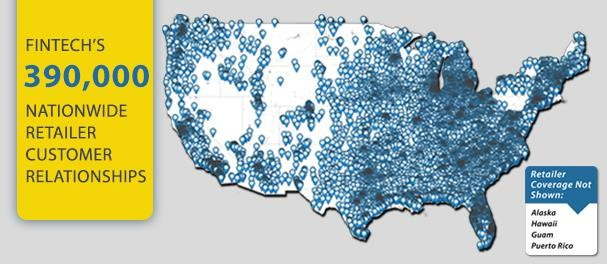 FINTECH'S
390,000
NATIONWIDE
RETAILER
CUSTOMER
RELATIONSHIPS
Retailer
Coverage Not
Shown:
Alaska
Hawaii
Guam
Puerto Rico